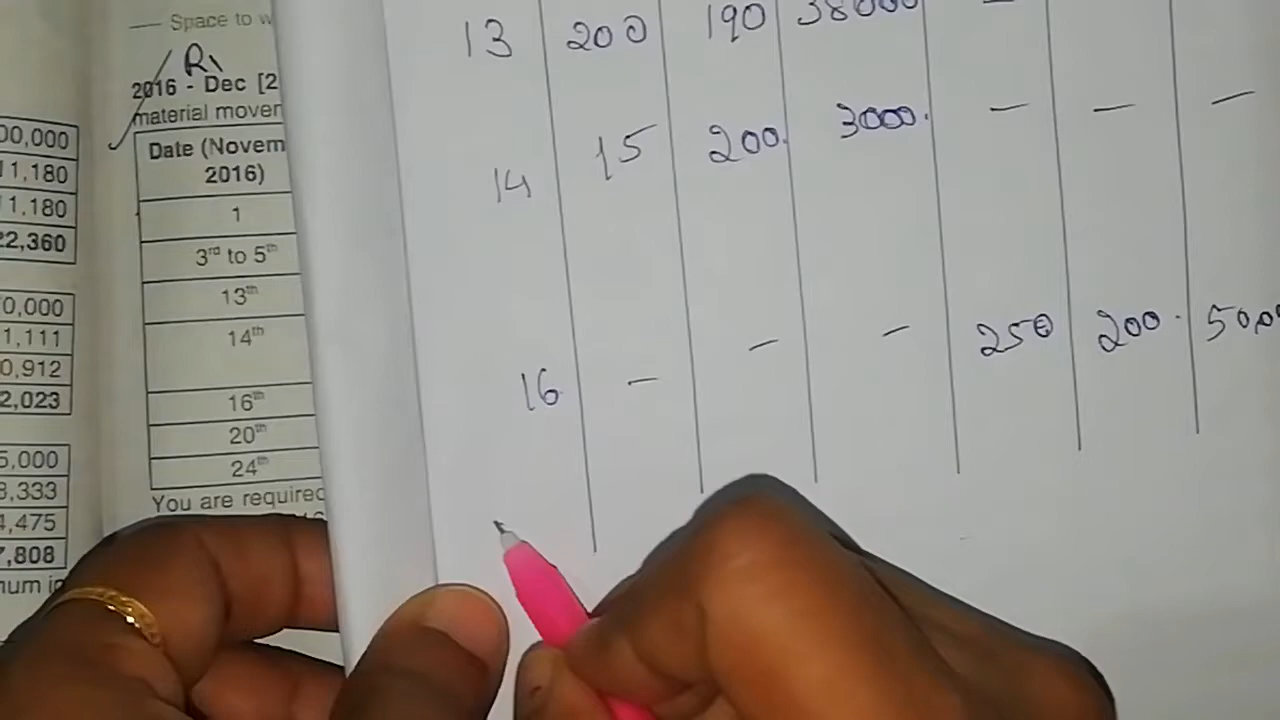 Space to w
R
2016 - Dec [2
material mover
00,000
11,180
11,180
22,360
0,000
1,111
0,912
2,023
5,000
3,333
4,475
7,808
Date (Novem
2016)
1
3rd to 5th
13th
14th
16th
20th
24th
You are required
13 200 190 38000 —
14 15 200. 3000. — — —
16 — — — 250 200. 500